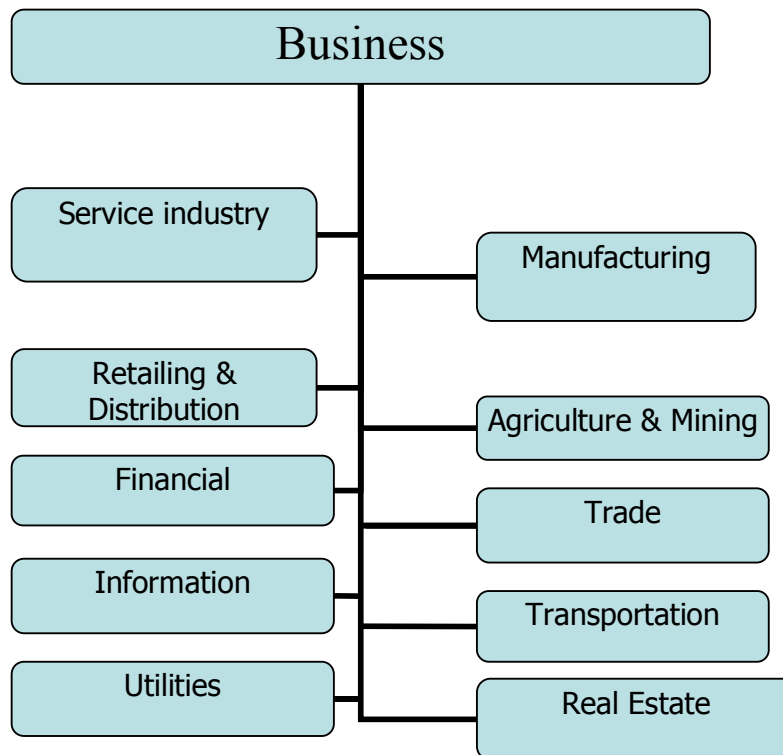 Business
Service industry
Manufacturing
Retailing &
Distribution
Agriculture & Mining
Financial
Trade
Information
Transportation
Utilities
Real Estate